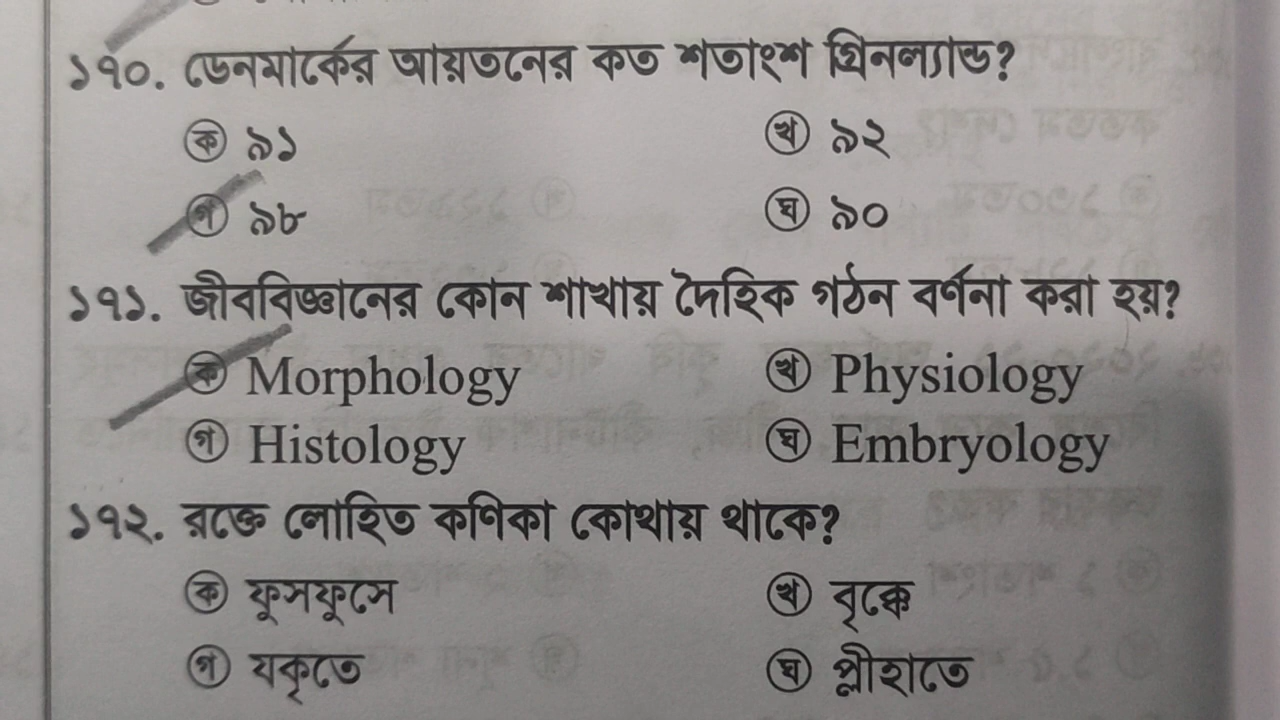 ১৭০. ডেনমার্কের আয়তনের কত শতাংশ গ্রিনল্যান্ড?
ক ৯১ খ ৯২
গ ৯৮ ঘ ৯০
১৭১. জীববিজ্ঞানের কোন শাখায় দৈহিক গঠন বর্ণনা করা হয়?
ক Morphology খ Physiology
গ Histology ঘ Embryology
১৭২. রক্তে লোহিত কণিকা কোথায় থাকে?
ক ফুসফুসে খ বৃক্কে
গ যকৃতে ঘ প্লীহাতে